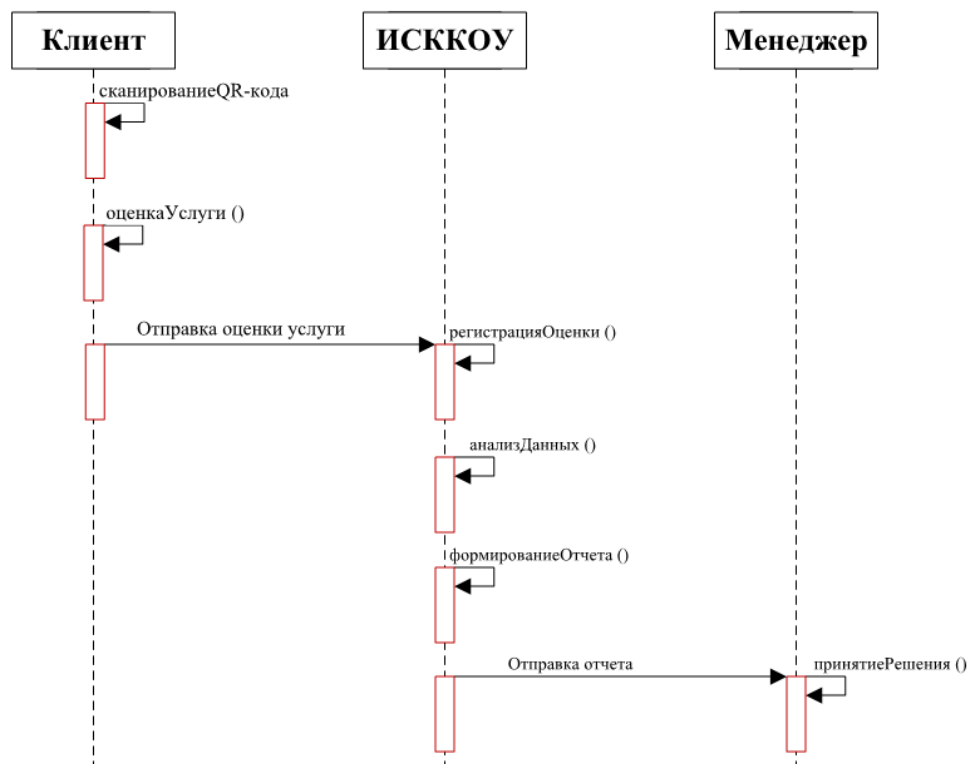 Клиент
ИСККОУ
Менеджер
сканированиеQR-кода
оценкаУслуги ()
Отправка оценки услуги
регистрацияОценки ()
анализДанных ()
формированиеОтчета ()
Отправка отчета
принятиеРешения ()